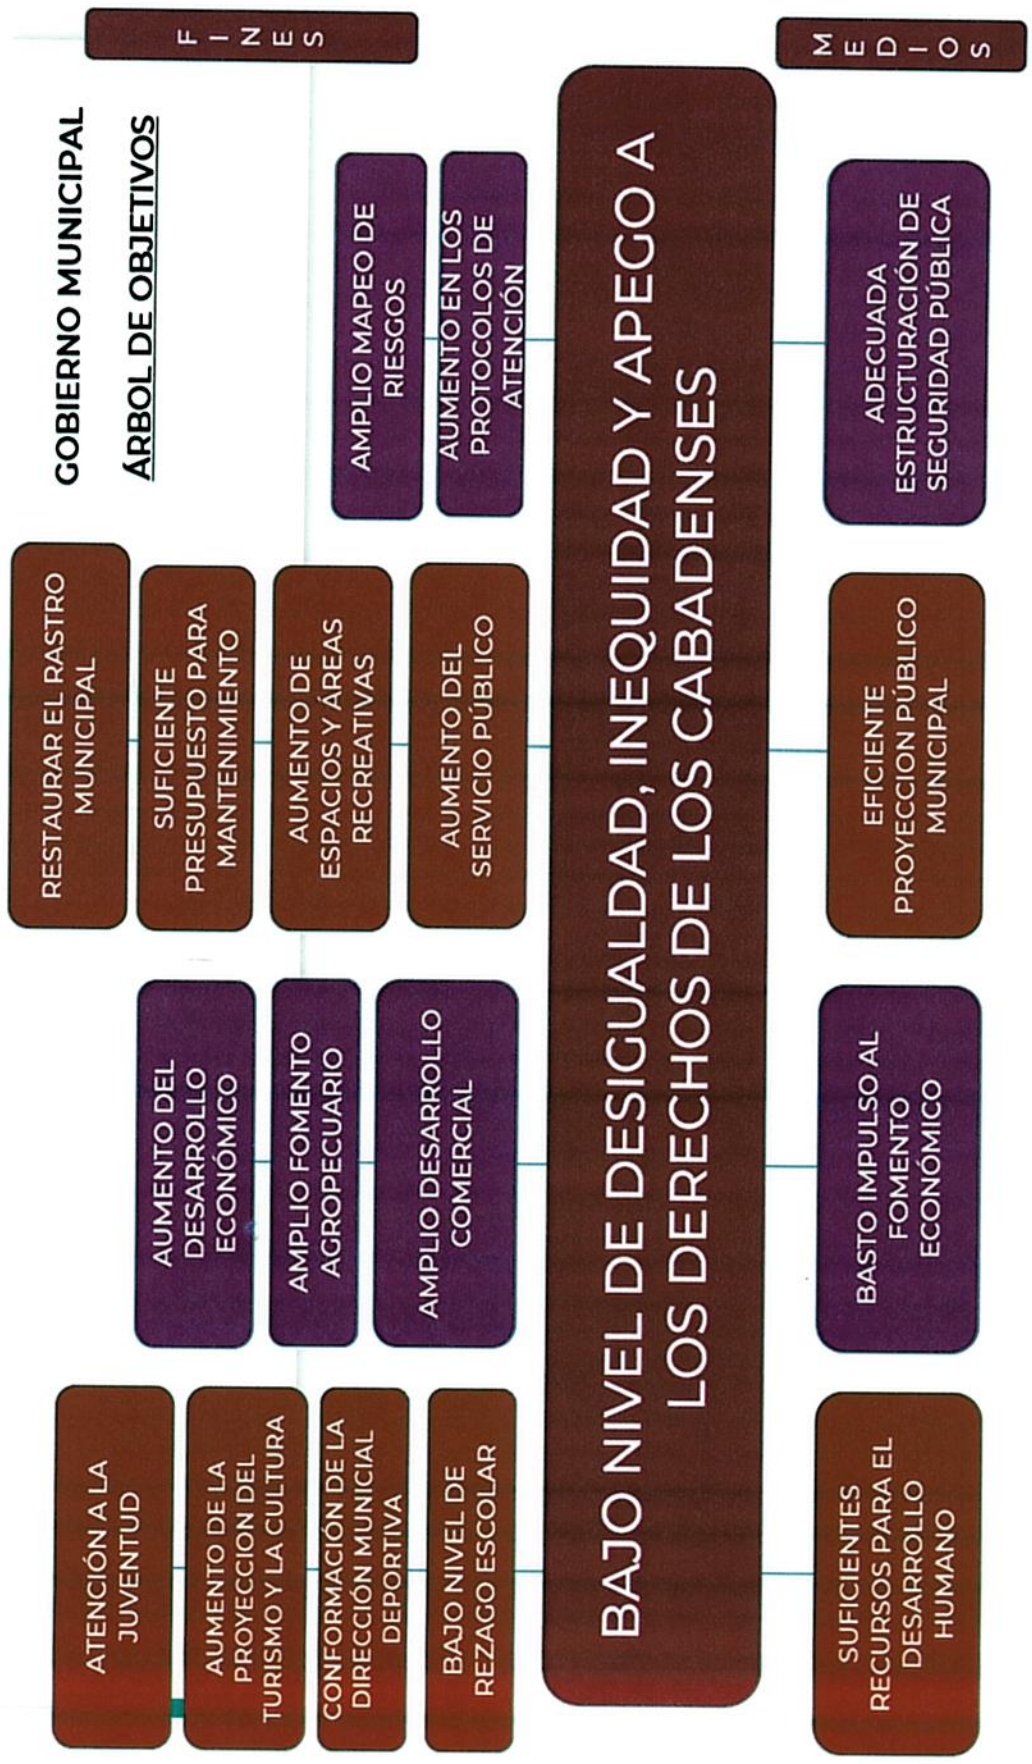 GOBIERNO MUNICIPAL
ÁRBOL DE OBJETIVOS
FINES
ATENCIÓN A LA
JUVENTUD
AUMENTO DE LA
PROYECCION DEL
TURISMO Y LA CULTURA
CONFORMACIÓN DE LA
DIRECCIÓN MUNICIAL
DEPORTIVA
BAJO NIVEL DE
REZAGO ESCOLAR
AUMENTO DEL
DESARROLLO
ECONÓMICO
AMPLIO FOMENTO
AGROPECUARIO
AMPLIO DESARROLLO
COMERCIAL
RESTAURAR EL RASTRO
MUNICIPAL
SUFICIENTE
PRESUPUESTO PARA
MANTENIMIENTO
AUMENTO DE
ESPACIOS Y ÁREAS
RECREATIVAS
AUMENTO DEL
SERVICIO PÚBLICO
AMPLIO MAPEO DE
RIESGOS
AUMENTO EN LOS
PROTOCOLOS DE
ATENCIÓN
BAJO NIVEL DE DESIGUALDAD, INEQUIDAD Y APEGO A
LOS DERECHOS DE LOS CABADENSES
SUFICIENTES
RECURSOS PARA EL
DESARROLLO
HUMANO
BASTO IMPULSO AL
FOMENTO
ECONÓMICO
EFICIENTE
PROYECCION PÚBLICO
MUNICIPAL
ADECUADA
ESTRUCTURACIÓN DE
SEGURIDAD PÚBLICA
MEDIOS